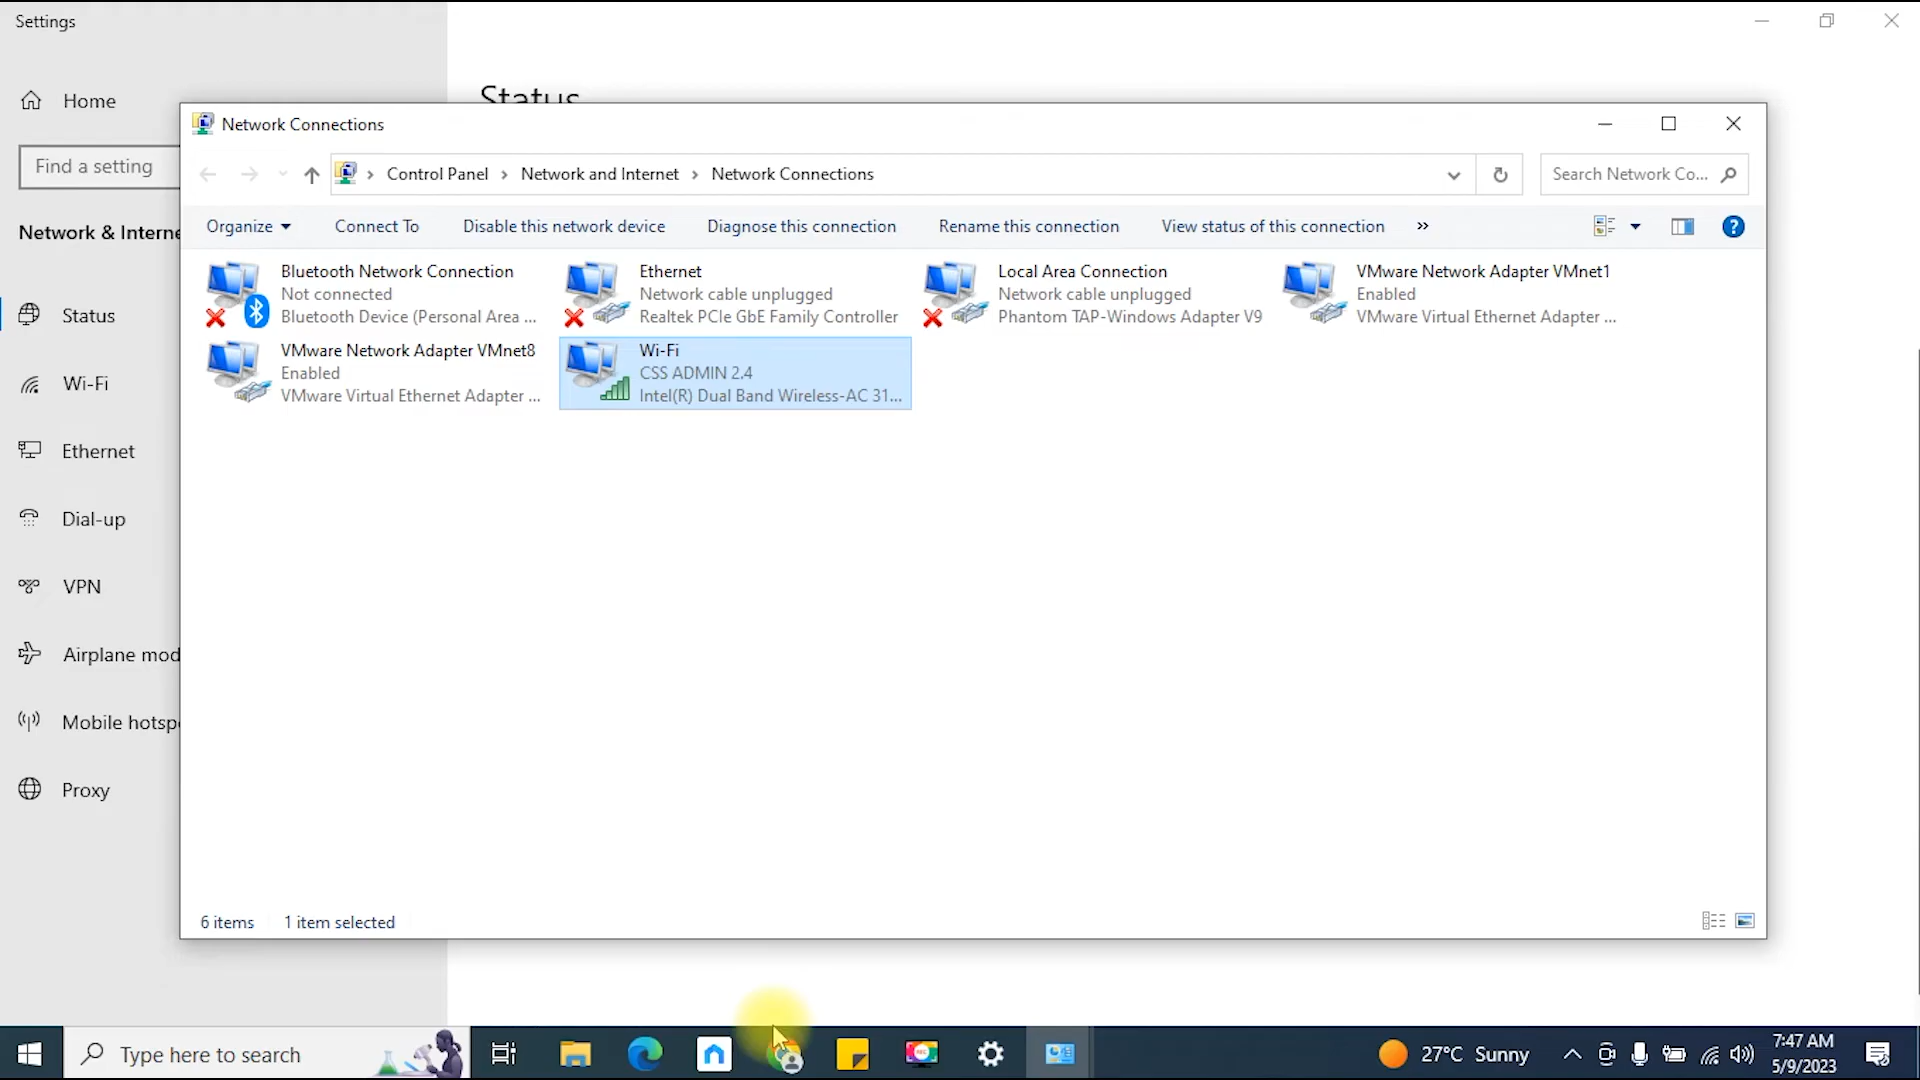 Settings
Home
Status
Find a setting
Network & Interne
Status
Wi-Fi
Ethernet
Dial-up
VPN
Airplane mod
Mobile hotsp
Proxy
Network Connections
Control Panel > Network and Internet > Network Connections
Search Network Co...
Organize
Connect To
Disable this network device
Diagnose this connection
Rename this connection
View status of this connection
»
Bluetooth Network Connection
Not connected
Bluetooth Device (Personal Area ...
Ethernet
Network cable unplugged
Realtek PCIe GbE Family Controller
Local Area Connection
Network cable unplugged
Phantom TAP-Windows Adapter V9
VMware Network Adapter VMnet1
Enabled
VMware Virtual Ethernet Adapter ...
VMware Network Adapter VMnet8
Enabled
VMware Virtual Ethernet Adapter ...
Wi-Fi
CSS ADMIN 2.4
Intel(R) Dual Band Wireless-AC 31...
6 items
1 item selected
Type here to search
27°C Sunny
7:47 AM
5/9/2023